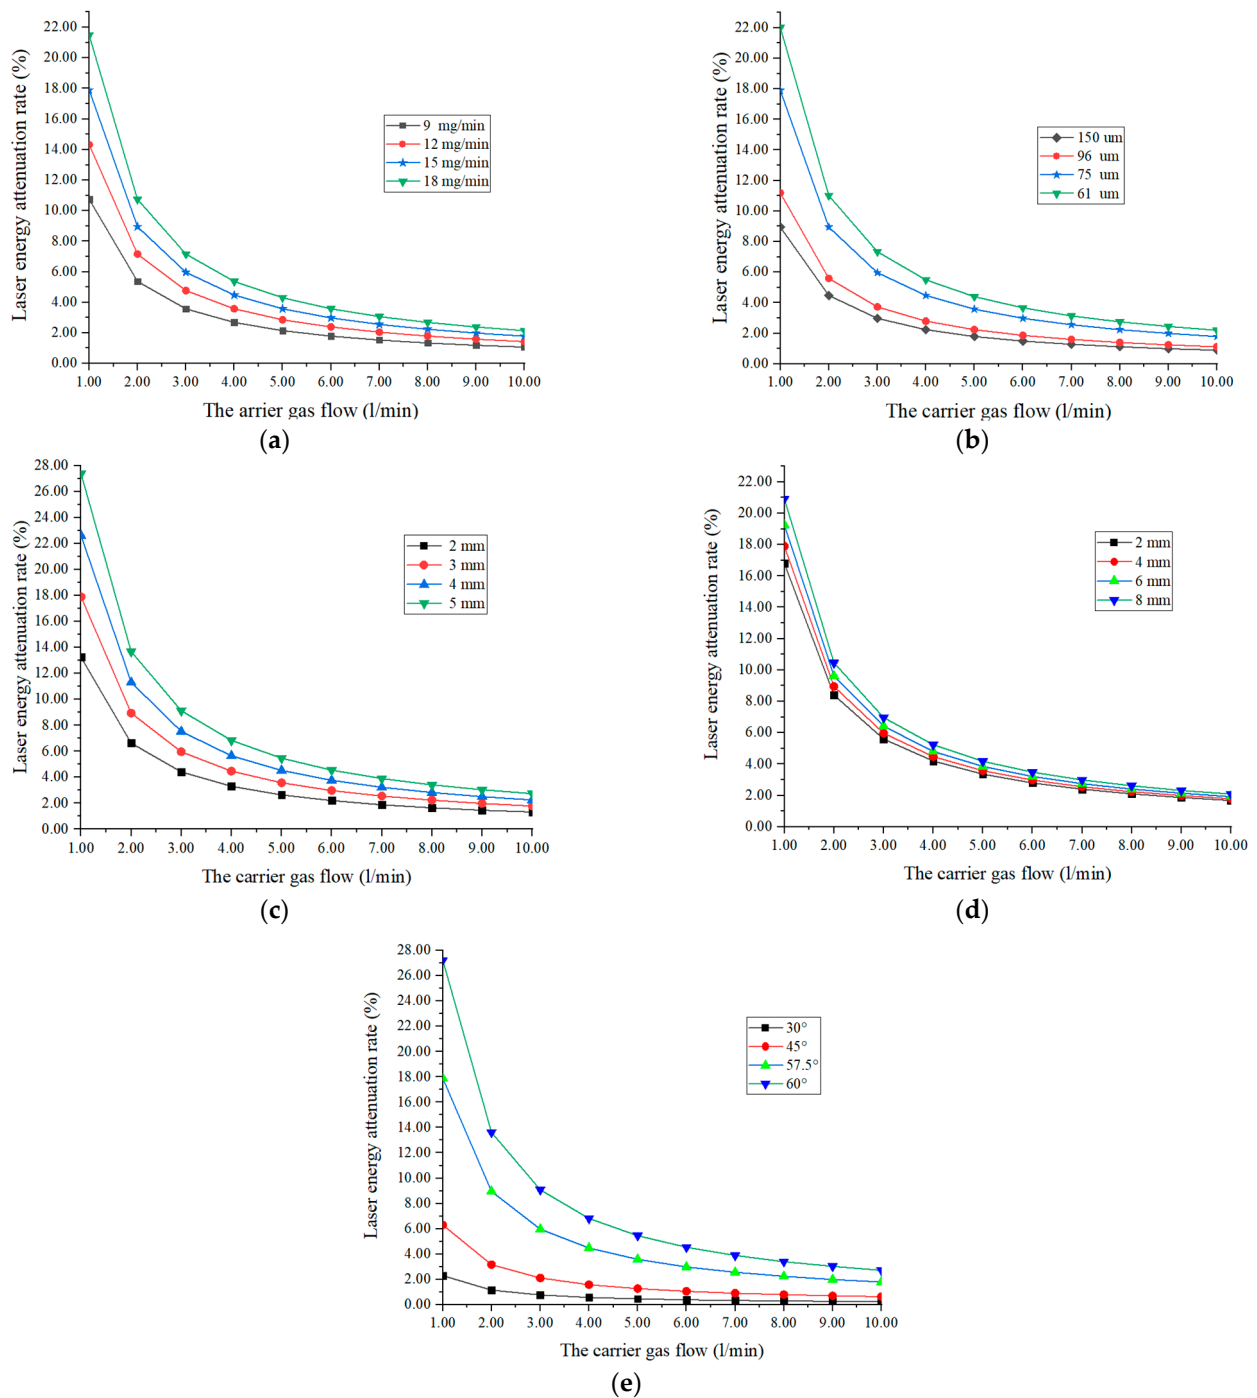 Laser energy attenuation rate (%)
22.00
20.00
18.00
16.00
14.00
12.00
10.00
8.00
6.00
4.00
2.00
0.00
9 mg/min
12 mg/min
15 mg/min
18 mg/min
1.00 2.00 3.00 4.00 5.00 6.00 7.00 8.00 9.00 10.00
The arrier gas flow (l/min)
(a)
Laser energy attenuation rate (%)
22.00
20.00
18.00
16.00
14.00
12.00
10.00
8.00
6.00
4.00
2.00
0.00
150 um
96 um
75 um
61 um
1.00 2.00 3.00 4.00 5.00 6.00 7.00 8.00 9.00 10.00
The carrier gas flow (l/min)
(b)
Laser energy attenuation rate (%)
28.00
26.00
24.00
22.00
20.00
18.00
16.00
14.00
12.00
10.00
8.00
6.00
4.00
2.00
0.00
2 mm
3 mm
4 mm
5 mm
1.00 2.00 3.00 4.00 5.00 6.00 7.00 8.00 9.00 10.00
The carrier gas flow (l/min)
(c)
Laser energy attenuation rate (%)
22.00
20.00
18.00
16.00
14.00
12.00
10.00
8.00
6.00
4.00
2.00
0.00
2 mm
4 mm
6 mm
8 mm
1.00 2.00 3.00 4.00 5.00 6.00 7.00 8.00 9.00 10.00
The carrier gas flow (l/min)
(d)
Laser energy attenuation rate (%)
28.00
26.00
24.00
22.00
20.00
18.00
16.00
14.00
12.00
10.00
8.00
6.00
4.00
2.00
0.00
30°
45°
57.5°
60°
1.00 2.00 3.00 4.00 5.00 6.00 7.00 8.00 9.00 10.00
The carrier gas flow (l/min)
(e)